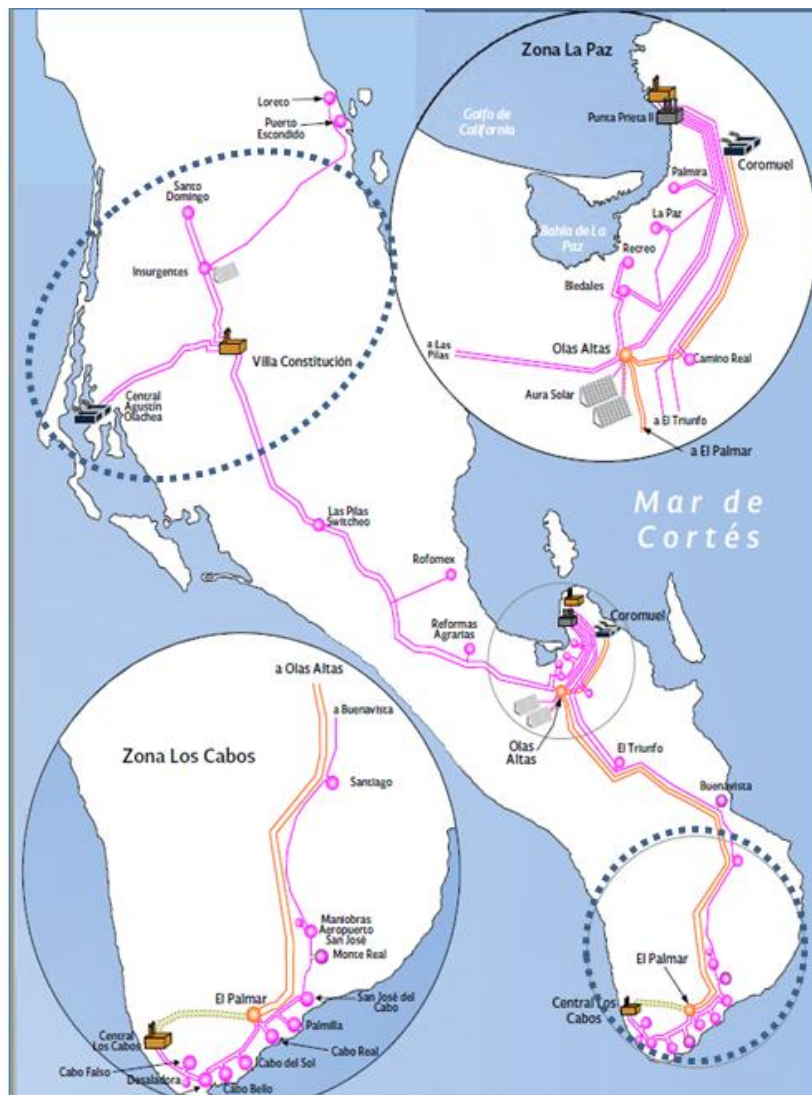 Loreto
Puerto
Escondido
Santo
Domingo
Insurgentes
Villa Constitución
Central
Agustín
Olachea
Las Pilas
Switcheo
Rofomex
Reformas
Agrarias
Zona La Paz
Golfo de
California
Punta Prieta II
Coromuel
Palmira
La Paz
Bahía de La
Paz
Recreo
Bledales
a Las
Pilas
Olas Altas
Camino Real
Aura Solar
a El Triunfo
a El Palmar
Mar de
Cortés
Coromuel
Olas
Altas
El Triunfo
Buenavista
El Palmar
Central Los
Cabos
Zona Los Cabos
a Olas Altas
a Buenavista
Santiago
Maniobras
Aeropuerto
San José
Monte Real
El Palmar
San José del
Cabo
Palmilla
Central
Los Cabos
Cabo Real
Cabo Falso
Cabo del Sol
Desaladora
Cabo Bello